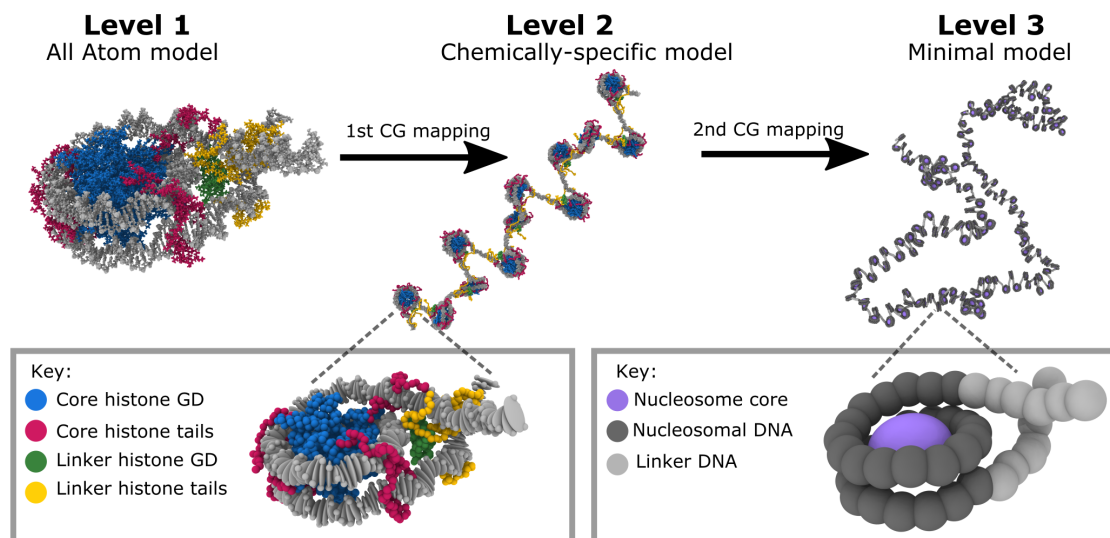 Level 1
All Atom model
Level 2
Chemically-specific model
Level 3
Minimal model
1st CG mapping
2nd CG mapping
Key:
Core histone GD
Core histone tails
Linker histone GD
Linker histone tails
Key:
Nucleosome core
Nucleosomal DNA
Linker DNA